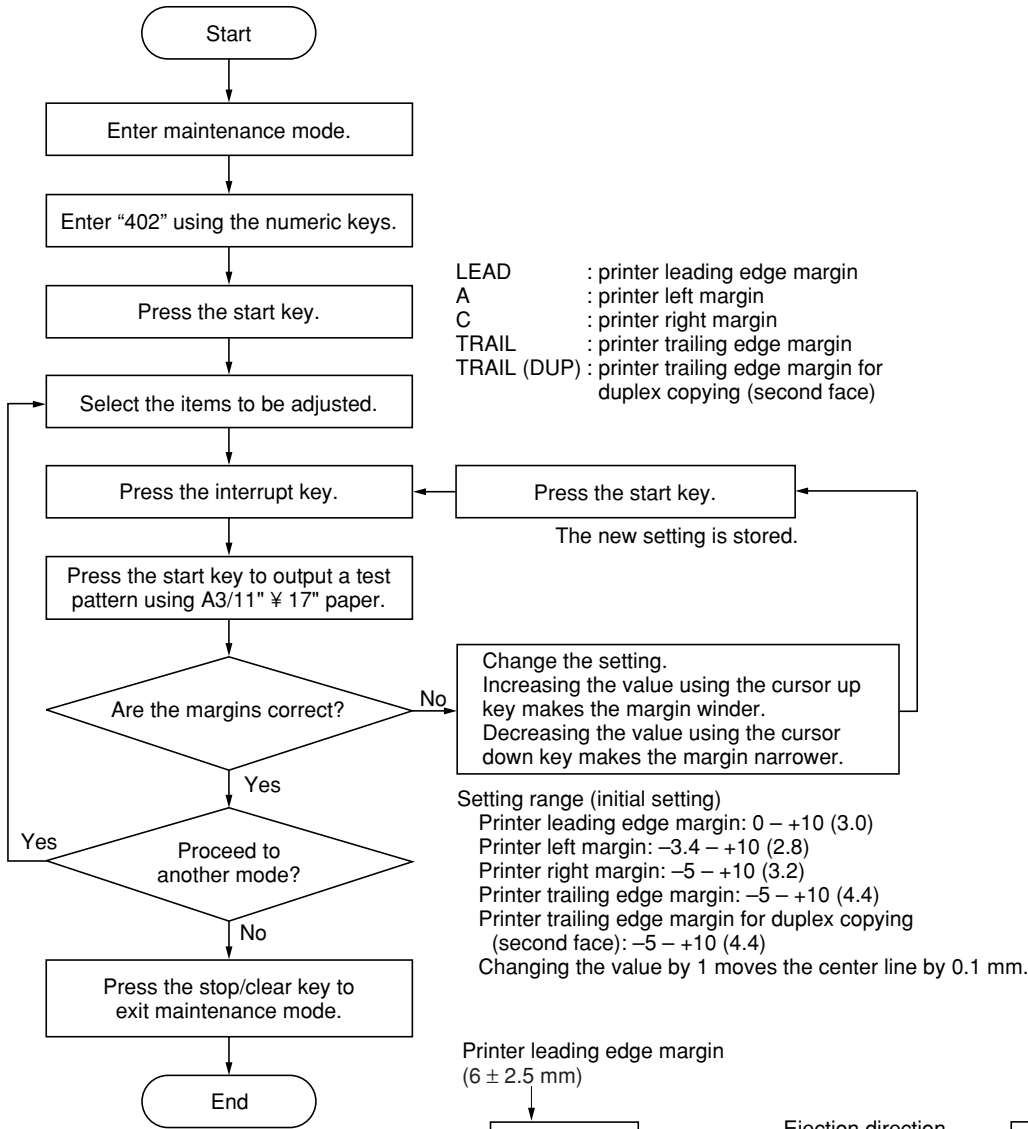 Start
Enter maintenance mode.
Enter “402” using the numeric keys.
Press the start key.
LEAD : printer leading edge margin
A : printer left margin
C : printer right margin
TRAIL : printer trailing edge margin
TRAIL (DUP) : printer trailing edge margin for
duplex copying (second face)
Select the items to be adjusted.
Press the interrupt key.
Press the start key.
The new setting is stored.
Press the start key to output a test
pattern using A3/11" ¥ 17" paper.
Are the margins correct?
No
Change the setting.
Increasing the value using the cursor up
key makes the margin winder.
Decreasing the value using the cursor
down key makes the margin narrower.
Yes
Setting range (initial setting)
Printer leading edge margin: 0 – +10 (3.0)
Printer left margin: –3.4 – +10 (2.8)
Printer right margin: –5 – +10 (3.2)
Printer trailing edge margin: –5 – +10 (4.4)
Printer trailing edge margin for duplex copying
(second face): –5 – +10 (4.4)
Changing the value by 1 moves the center line by 0.1 mm.
Yes
Proceed to
another mode?
No
Press the stop/clear key to
exit maintenance mode.
End
Printer leading edge margin
(6 ± 2.5 mm)
Ejection direction